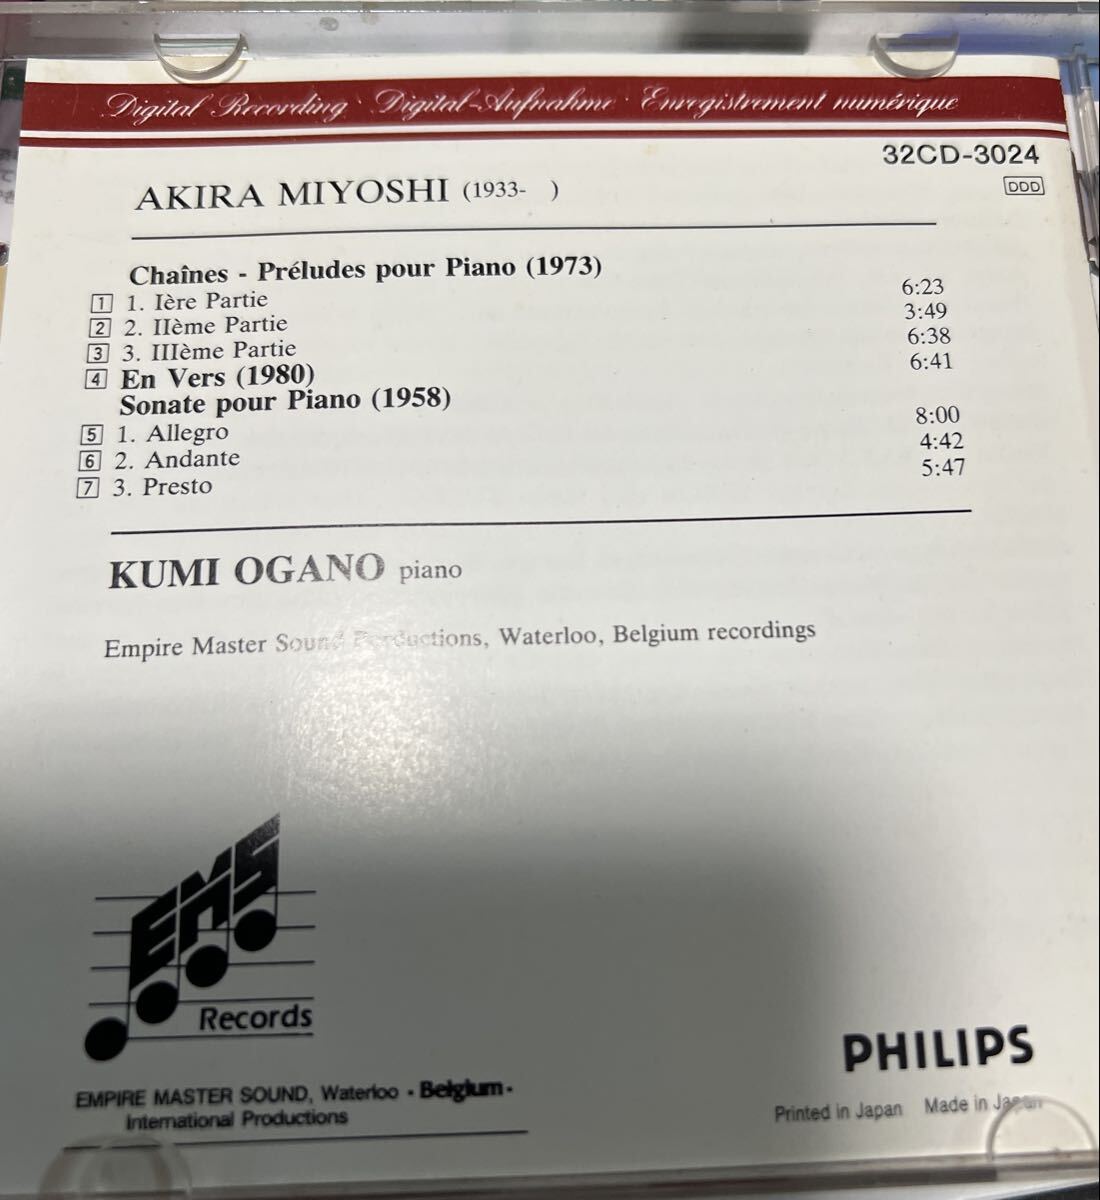 Digital Recording · Digital-Aufnahme · Enregistrement numérique
32CD-3024
DDD
AKIRA MIYOSHI (1933- )
Chaînes - Préludes pour Piano (1973)
1 1. Ière Partie 6:23
2 2. IIème Partie 3:49
3 3. IIIème Partie 6:38
4 En Vers (1980) 6:41
Sonate pour Piano (1958)
5 1. Allegro 8:00
6 2. Andante 4:42
7 3. Presto 5:47
KUMI OGANO piano
Empire Master Sound Porductions, Waterloo, Belgium recordings
EMS
Records
EMPIRE MASTER SOUND, Waterloo - Belgium -
International Productions
PHILIPS
Printed in Japan Made in Japan